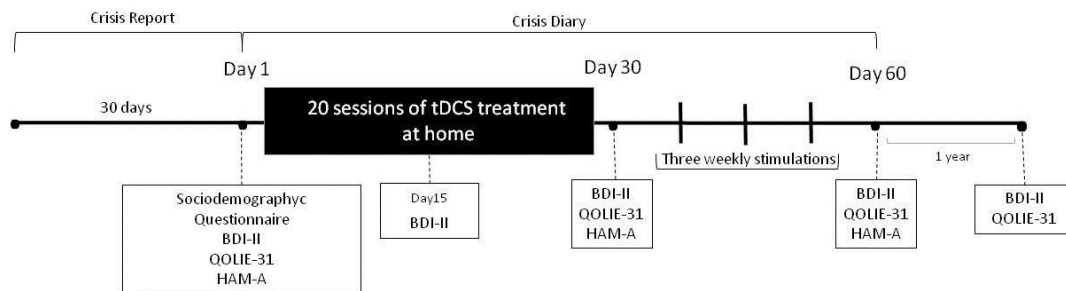 Crisis Report
Crisis Diary
Day 1
Day 30
Day 60
30 days
20 sessions of tDCS treatment
at home
Three weekly stimulations
1 year
Sociodemographyc
Questionnaire
BDI-II
QOLIE-31
HAM-A
Day15
BDI-II
BDI-II
QOLIE-31
HAM-A
BDI-II
QOLIE-31
HAM-A
BDI-II
QOLIE-31